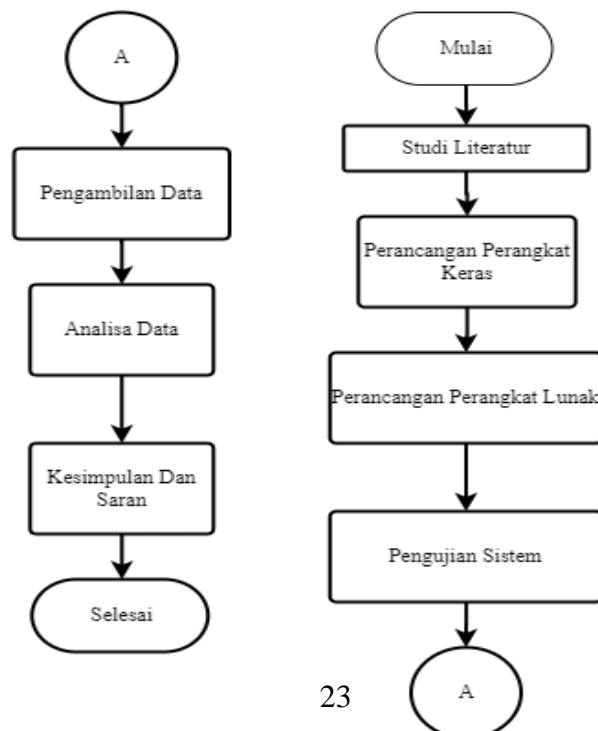 A
Pengambilan Data
Analisa Data
Kesimpulan Dan
Saran
Selesai
Mulai
Studi Literatur
Perancangan Perangkat
Keras
Perancangan Perangkat Lunak
Pengujian Sistem
A
23